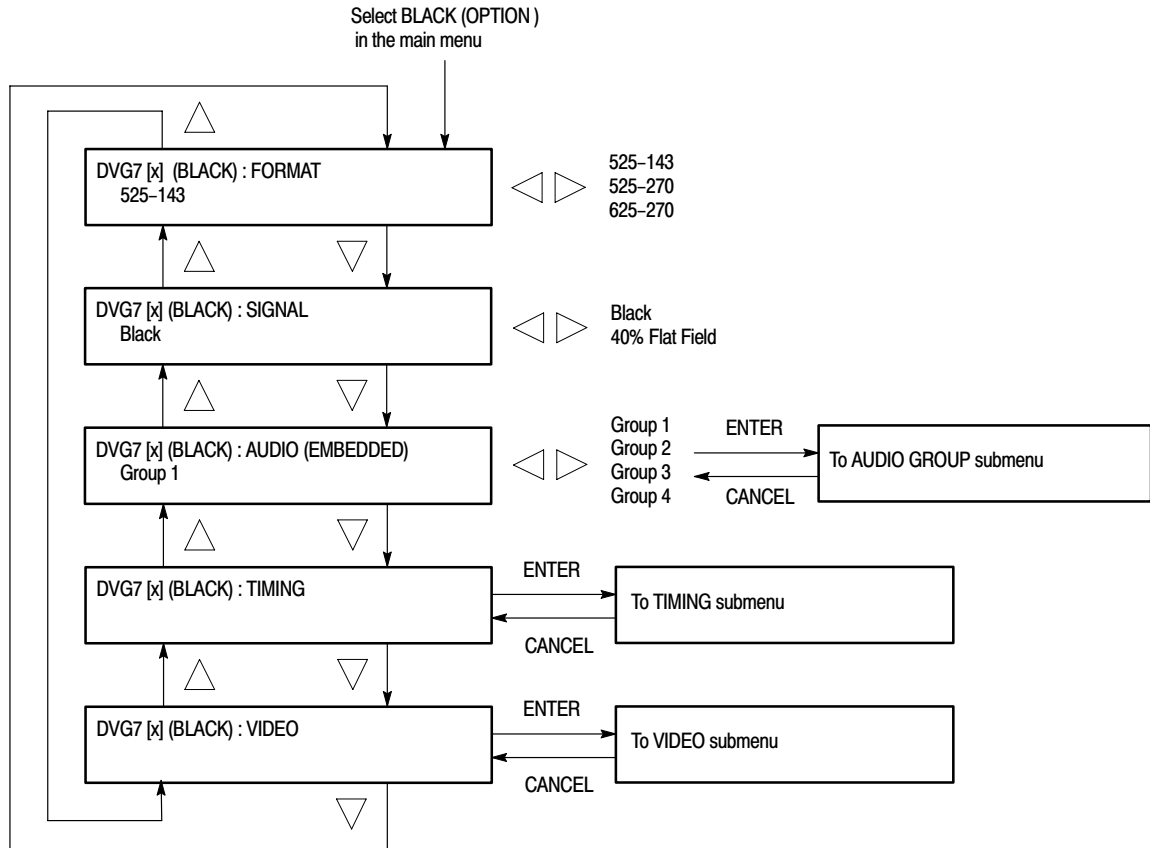 Select BLACK (OPTION )
in the main menu
DVG7 [x] (BLACK) : FORMAT
525–143
525–143
525–270
625–270
DVG7 [x] (BLACK) : SIGNAL
Black
Black
40% Flat Field
DVG7 [x] (BLACK) : AUDIO (EMBEDDED)
Group 1
Group 1
Group 2
Group 3
Group 4
ENTER
CANCEL
To AUDIO GROUP submenu
DVG7 [x] (BLACK) : TIMING
ENTER
CANCEL
To TIMING submenu
DVG7 [x] (BLACK) : VIDEO
ENTER
CANCEL
To VIDEO submenu